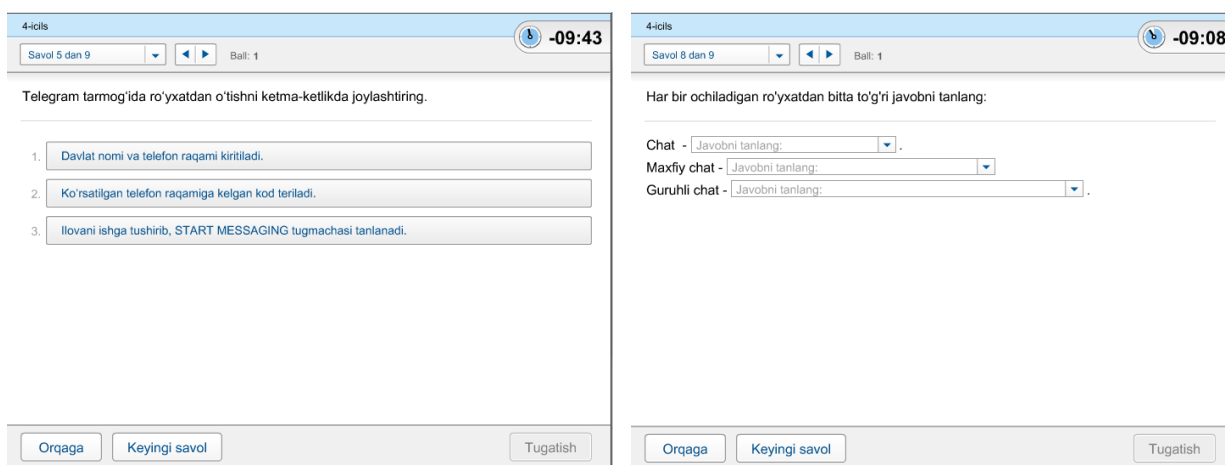 4-icils
-09:43
Savol 5 dan 9
Ball: 1
Telegram tarmog‘ida ro‘yxatdan o‘tishni ketma-ketlikda joylashtiring.
1. Davlat nomi va telefon raqami kiritiladi.
2. Ko‘rsatilgan telefon raqamiga kelgan kod teriladi.
3. Ilovani ishga tushirib, START MESSAGING tugmachasi tanlanadi.
Orqaga
Keyingi savol
Tugatish
4-icils
-09:08
Savol 8 dan 9
Ball: 1
Har bir ochiladigan ro'yxatdan bitta to'g'ri javobni tanlang:
Chat - Javobni tanlang: .
Maxfiy chat - Javobni tanlang:
Guruhli chat - Javobni tanlang: .
Orqaga
Keyingi savol
Tugatish